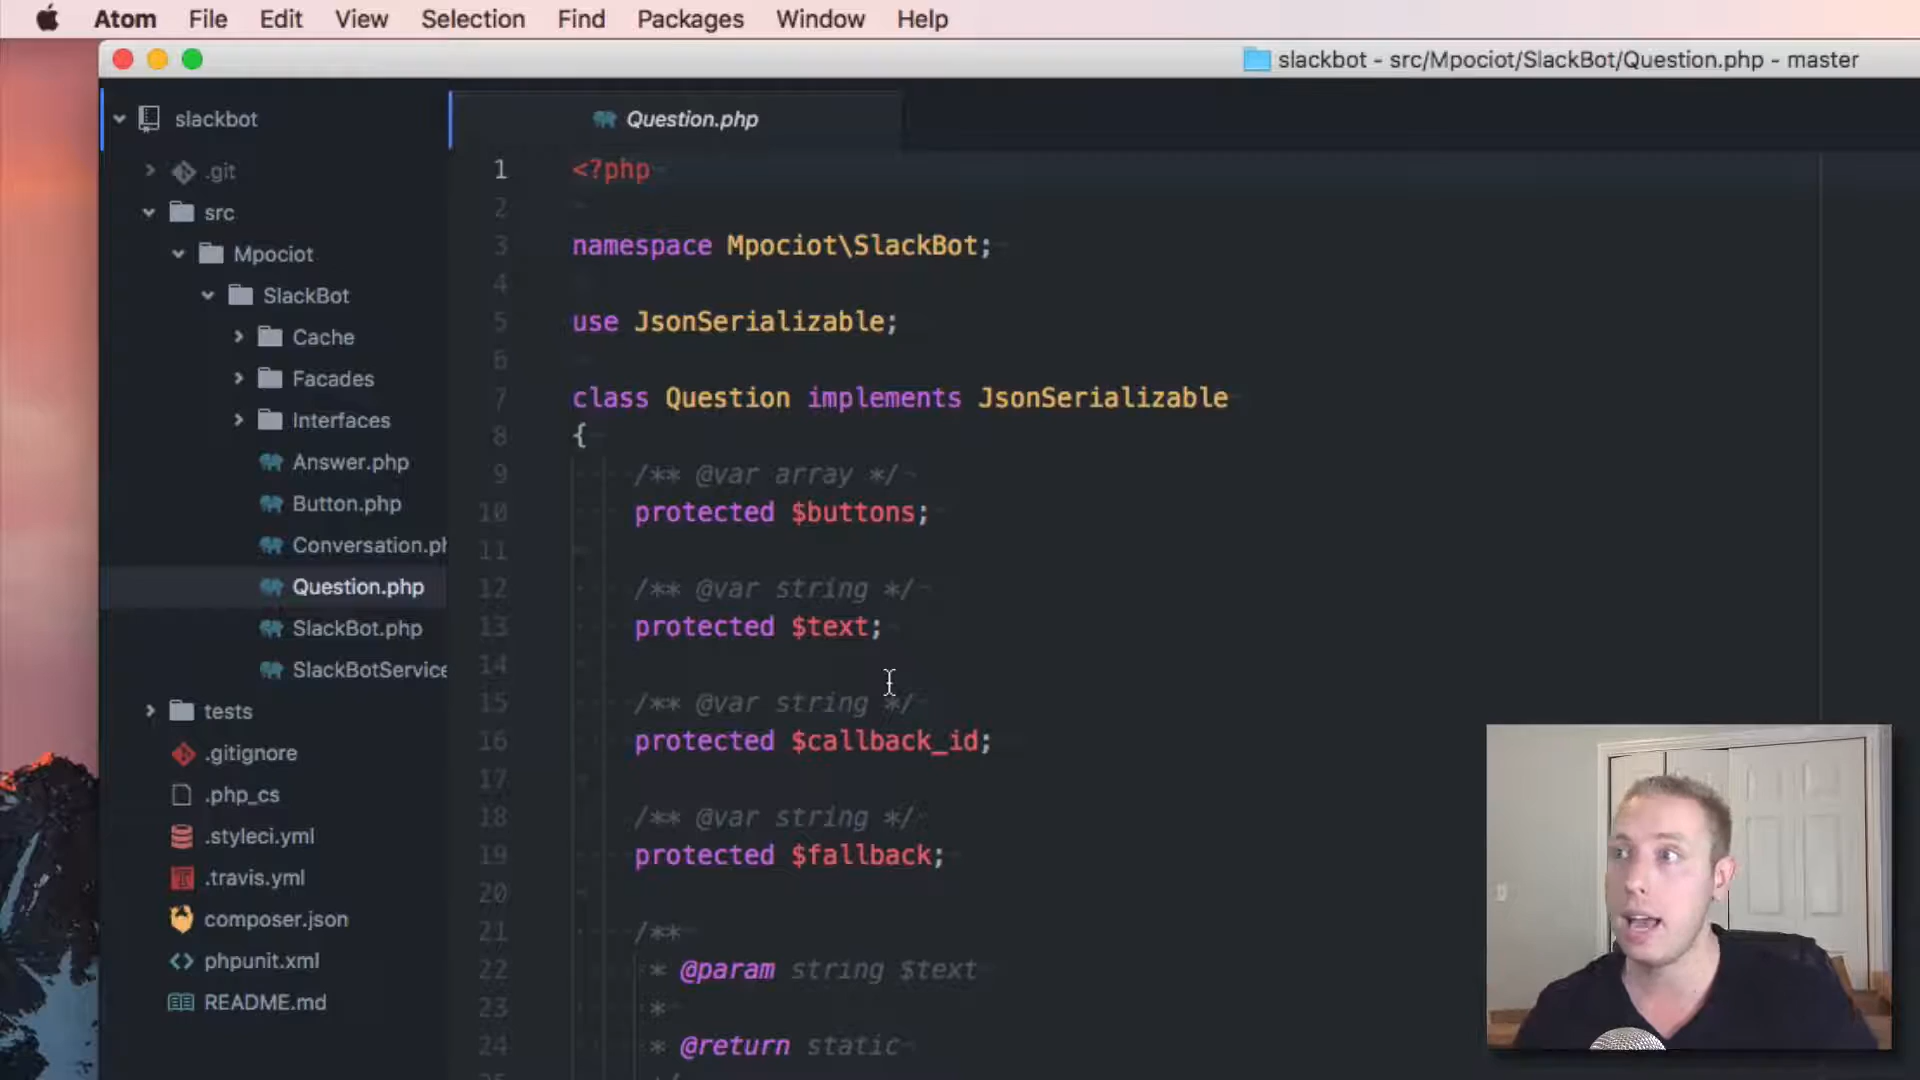 Atom File Edit View Selection Find Packages Window Help
slackbot - src/Mpociot/SlackBot/Question.php - master
slackbot
.git
src
Mpociot
SlackBot
Cache
Facades
Interfaces
Answer.php
Button.php
Conversation.ph
Question.php
SlackBot.php
SlackBotService
tests
.gitignore
.php_cs
.styleci.yml
.travis.yml
composer.json
phpunit.xml
README.md
Question.php
1 <?php
2
3 namespace Mpociot\SlackBot;
4
5 use JsonSerializable;
6
7 class Question implements JsonSerializable
8 {
9 /** @var array */
10 protected $buttons;
11
12 /** @var string */
13 protected $text;
14
15 /** @var string */
16 protected $callback_id;
17
18 /** @var string */
19 protected $fallback;
20
21 /**
22 * @param string $text
23 *
24 * @return static